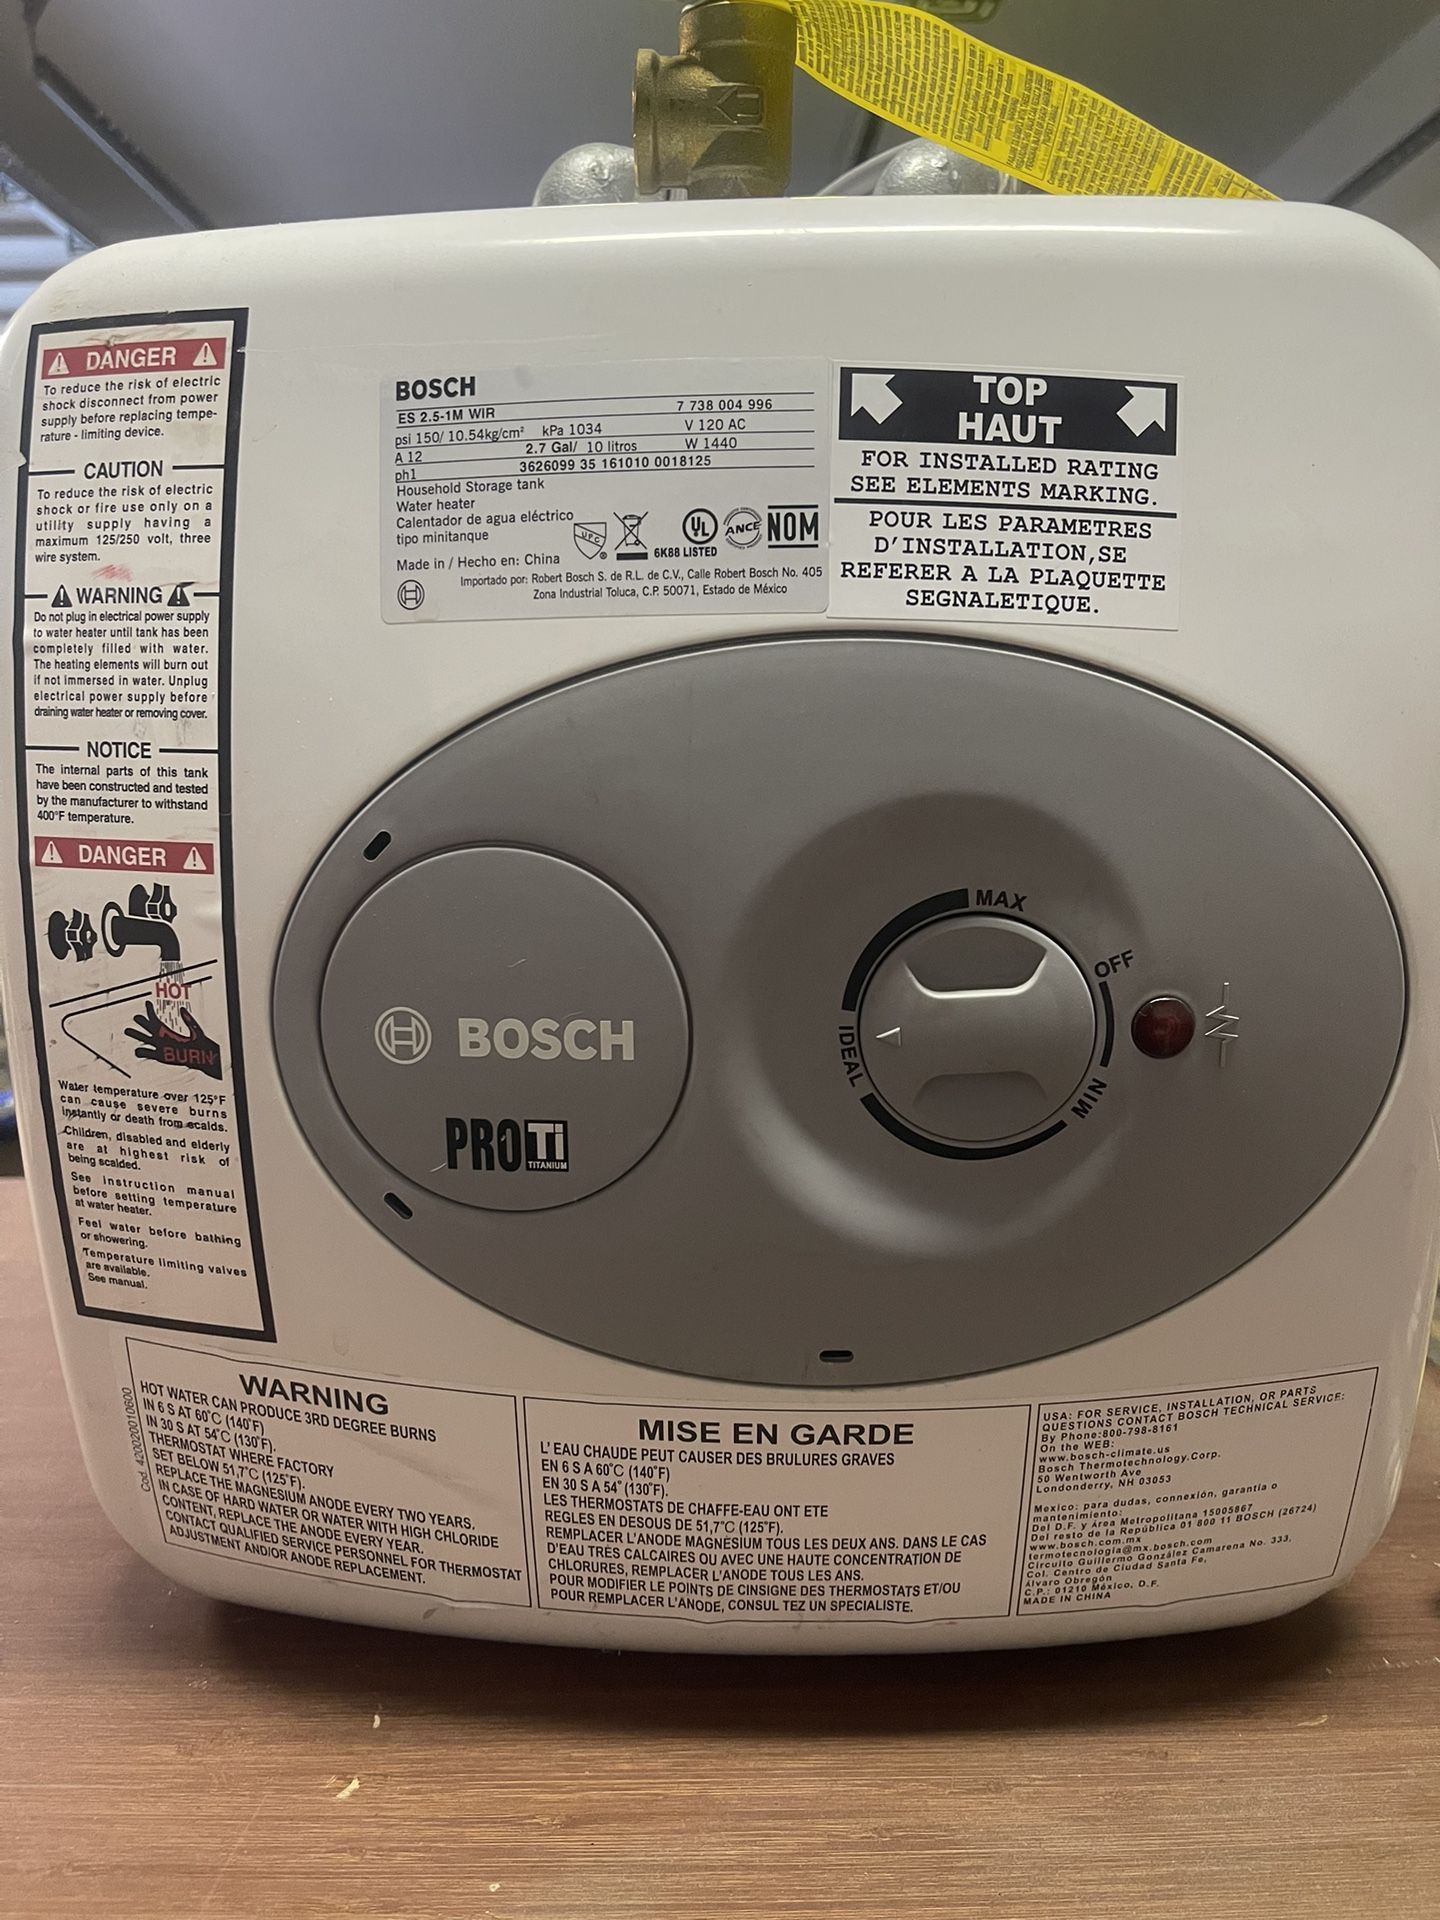 DANGER
To reduce the risk of electric
shock disconnect from power
supply before replacing tempe-
rature - limiting device.
CAUTION
To reduce the risk of electric
shock or fire use only on a
utility supply having a
maximum 125/250 volt, three
wire system.
WARNING
Do not plug in electrical power supply
to water heater until tank has been
completely filled with water.
The heating elements will burn out
if not immersed in water. Unplug
electrical power supply before
draining water heater or removing cover.
NOTICE
The internal parts of this tank
have been constructed and tested
by the manufacturer to withstand
400°F temperature.
DANGER
HOT
BURN
Water temperature over 125°F
can cause severe burns
instantly or death from scalds.
Children, disabled and elderly
are at highest risk of
being scalded.
See instruction manual
before setting temperature
at water heater.
Feel water before bathing
or showering.
Temperature limiting valves
are available.
See manual.
BOSCH
ES 2.5-1M WIR 7 738 004 996
psi 150/ 10.54kg/cm² kPa 1034 V 120 AC
A 12 2.7 Gal/ 10 litros W 1440
ph1 3626099 35 161010 0018125
Household Storage tank
Water heater
Calentador de agua eléctrico
tipo minitanque
UPC
UL
ANCE
NOM
6K88 LISTED
Made in / Hecho en: China
Importado por: Robert Bosch S. de R.L. de C.V., Calle Robert Bosch No. 405
Zona Industrial Toluca, C.P. 50071, Estado de México
TOP
HAUT
FOR INSTALLED RATING
SEE ELEMENTS MARKING.
POUR LES PARAMETRES
D'INSTALLATION,SE
REFERER A LA PLAQUETTE
SEGNALETIQUE.
BOSCH
PRO Ti
TITANIUM
MAX
OFF
IDEAL
MIN
Cod. 420020010600
WARNING
HOT WATER CAN PRODUCE 3RD DEGREE BURNS
IN 6 S AT 60°C (140°F)
IN 30 S AT 54°C (130°F).
THERMOSTAT WHERE FACTORY
SET BELOW 51,7°C (125°F).
REPLACE THE MAGNESIUM ANODE EVERY TWO YEARS.
IN CASE OF HARD WATER OR WATER WITH HIGH CHLORIDE
CONTENT, REPLACE THE ANODE EVERY YEAR.
CONTACT QUALIFIED SERVICE PERSONNEL FOR THERMOSTAT
ADJUSTMENT AND/OR ANODE REPLACEMENT.
MISE EN GARDE
L'EAU CHAUDE PEUT CAUSER DES BRULURES GRAVES
EN 6 S A 60°C (140°F)
EN 30 S A 54° (130°F).
LES THERMOSTATS DE CHAFFE-EAU ONT ETE
REGLES EN DESOUS DE 51,7°C (125°F).
REMPLACER L'ANODE MAGNÉSIUM TOUS LES DEUX ANS. DANS LE CAS
D'EAU TRÈS CALCAIRES OU AVEC UNE HAUTE CONCENTRATION DE
CHLORURES, REMPLACER L'ANODE TOUS LES ANS.
POUR MODIFIER LE POINTS DE CINSIGNE DES THERMOSTATS ET/OU
POUR REMPLACER L'ANODE, CONSUL TEZ UN SPECIALISTE.
USA: FOR SERVICE, INSTALLATION, OR PARTS
QUESTIONS CONTACT BOSCH TECHNICAL SERVICE:
By Phone:800-798-8161
On the WEB:
www.bosch-climate.us
Bosch Thermotechnology.Corp.
50 Wentworth Ave
Londonderry, NH 03053
Mexico: para dudas, conexión, garantia o
mantenimiento:
Del D.F. y Área Metropolitana 15005867
Del resto de la República 01 800 11 BOSCH (26724)
www.bosch.com.mx
termotecnologia@mx.bosch.com
Circuito Guillermo González Camarena No. 333,
Col. Centro de Ciudad Santa Fe,
Álvaro Obregón
C.P.: 01210 México, D.F.
MADE IN CHINA